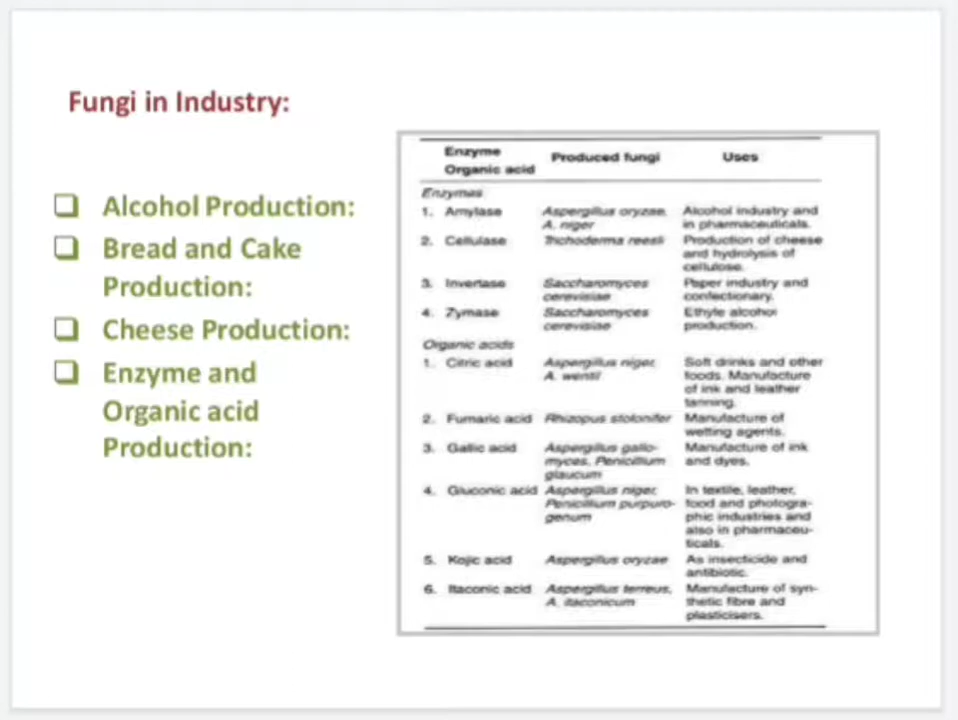 Fungi in Industry:
Alcohol Production:
Bread and Cake
Production:
Cheese Production:
Enzyme and
Organic acid
Production:
Enzyme
Organic acid
Produced fungi
Uses
Enzymes
1. Amylase Aspergillus oryzae, Alcohol industry and
A. niger in pharmaceuticals.
2. Cellulase Trichoderma reesii Production of cheese
and hydrolysis of
cellulose.
3. Invertase Saccharomyces Paper industry and
cerevisiae confectionary.
4. Zymase Saccharomyces Ethyle alcohol
cerevisiae production.
Organic acids
1. Citric acid Aspergillus niger, Soft drinks and other
A. wentii foods. Manufacture
of ink and leather
tanning.
2. Fumaric acid Rhizopus stolonifer Manufacture of
wetting agents.
3. Gallic acid Aspergillus gallo- Manufacture of ink
myces, Penicillium and dyes.
glaucum
4. Gluconic acid Aspergillus niger, In textile, leather,
Penicillium purpuro- food and photogra-
genum phic industries and
also in pharmaceu-
ticals.
5. Kojic acid Aspergillus oryzae As insecticide and
antibiotic.
6. Itaconic acid Aspergillus terreus, Manufacture of syn-
A. itaconicum thetic fibre and
plasticisers.